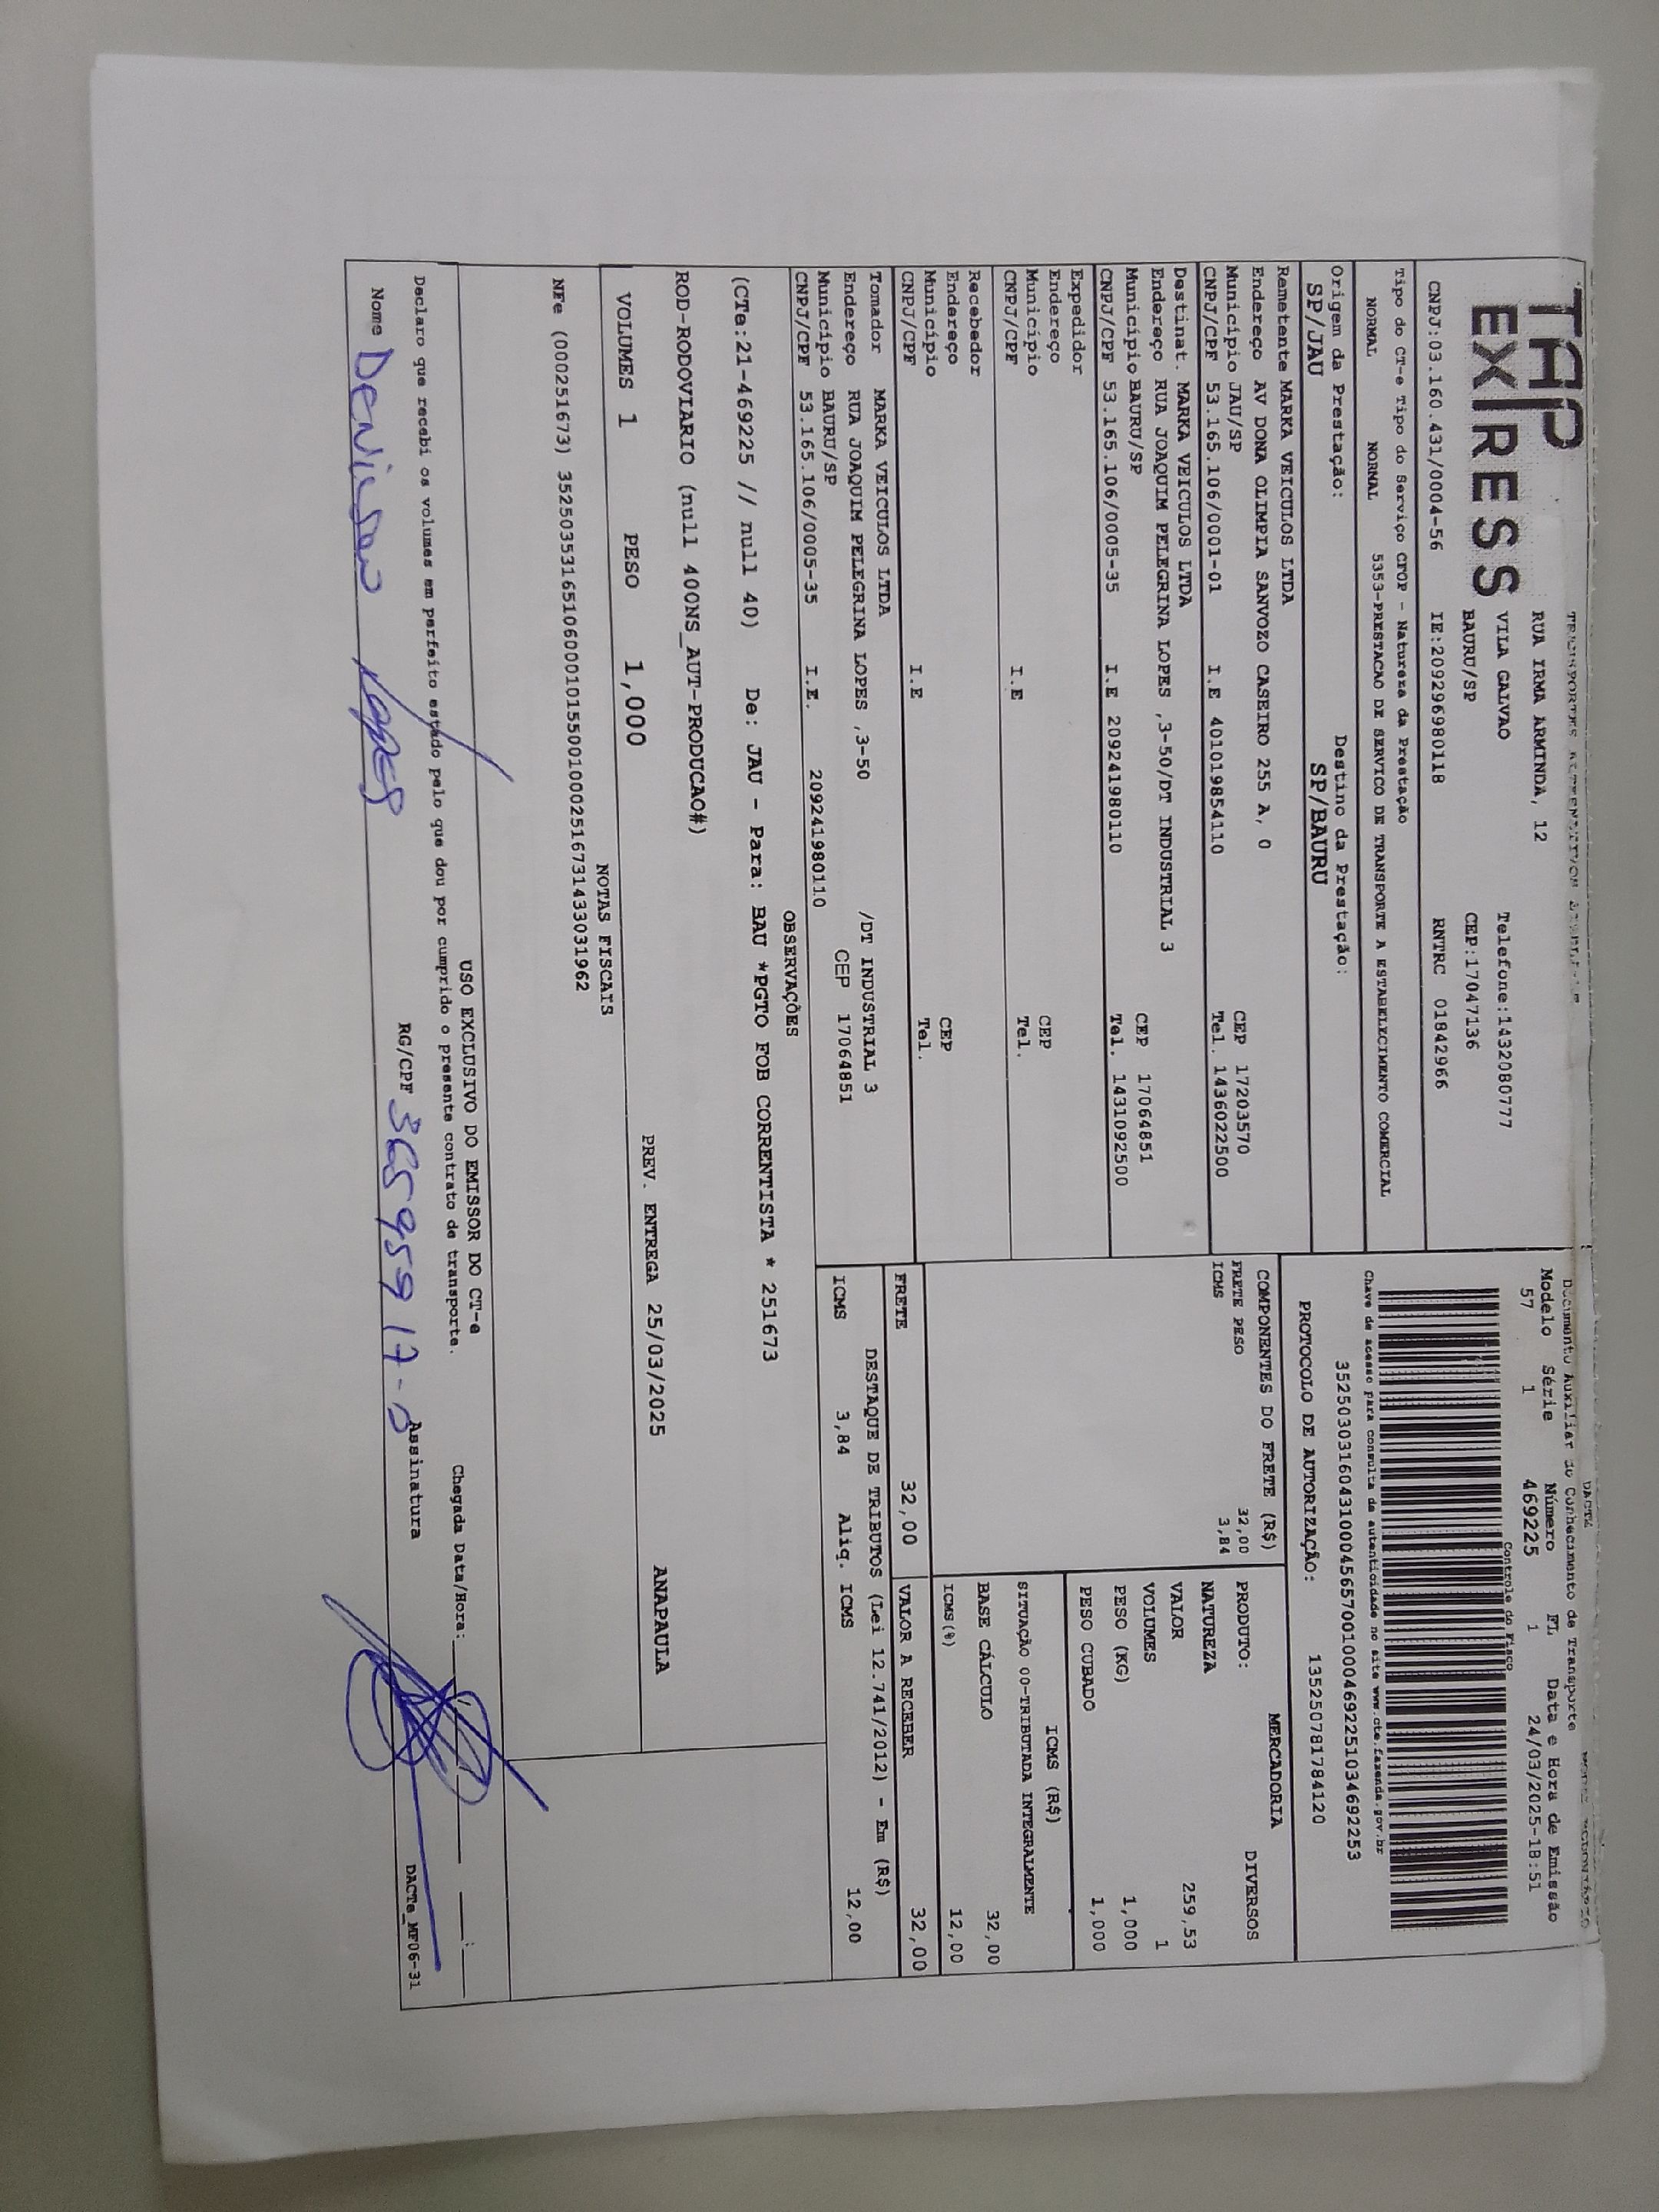 TAP
EXPRESS
RUA IRMA ARMINDA, 12
VILA GALVAO Telefone:1432080777
BAURU/SP CEP:17047136
CNPJ:03.160.431/0004-56 IE:209296980118 RNTRC 01842966
DACTE
Documento Auxiliar do Conhecimento de Transporte
Modelo Série Número FL Data e Hora de Emissão
57 1 469225 1 24/03/2025-18:51
Controle do Fisco
Chave de acesso para consulta de autenticidade no site www.cte.fazenda.gov.br
35250303160431000456570010004692251034692253
PROTOCOLO DE AUTORIZAÇÃO: 135250781784120
Tipo do CT-e Tipo do Serviço CFOP - Natureza da Prestação
NORMAL NORMAL 5353-PRESTACAO DE SERVICO DE TRANSPORTE A ESTABELECIMENTO COMERCIAL
Origem da Prestação: Destino da Prestação:
SP/JAU SP/BAURU
Remetente MARKA VEICULOS LTDA
Endereço AV DONA OLIMPIA SANVOZO CASEIRO 255 A, 0
Município JAU/SP CEP 17203570
CNPJ/CPF 53.165.106/0001-01 I.E 401019854110 Tel. 1436022500
Destinat. MARKA VEICULOS LTDA
Endereço RUA JOAQUIM PELEGRINA LOPES ,3-50/DT INDUSTRIAL 3
Município BAURU/SP CEP 17064851
CNPJ/CPF 53.165.106/0005-35 I.E 209241980110 Tel. 1431092500
Expedidor
Endereço
Município CEP
CNPJ/CPF I.E Tel.
Recebedor
Endereço
Município CEP
CNPJ/CPF I.E Tel.
Tomador MARKA VEICULOS LTDA
Endereço RUA JOAQUIM PELEGRINA LOPES ,3-50 /DT INDUSTRIAL 3
Município BAURU/SP CEP 17064851
CNPJ/CPF 53.165.106/0005-35 I.E. 209241980110
COMPONENTES DO FRETE (R$)
FRETE PESO 32,00
ICMS 3,84
MERCADORIA
PRODUTO: DIVERSOS
NATUREZA
VALOR 259,53
VOLUMES 1
PESO (KG) 1,000
PESO CUBADO 1,000
ICMS (R$)
SITUAÇÃO 00-TRIBUTADA INTEGRALMENTE
BASE CÁLCULO 32,00
ICMS(%) 12,00
FRETE 32,00 VALOR A RECEBER 32,00
DESTAQUE DE TRIBUTOS (Lei 12.741/2012) - Em (R$)
ICMS 3,84 Aliq. ICMS 12,00
OBSERVAÇÕES
(CTe:21-469225 // null 40) De: JAU - Para: BAU *PGTO FOB CORRENTISTA * 251673
ROD-RODOVIARIO (null 400NS_AUT-PRODUCAO#)
VOLUMES 1 PESO 1,000 PREV. ENTREGA 25/03/2025 ANAPAULA
NOTAS FISCAIS
NFe (000251673) 35250353165106000101550010002516731433031962
USO EXCLUSIVO DO EMISSOR DO CT-e
Declaro que recebi os volumes em perfeito estado pelo que dou por cumprido o presente contrato de transporte. Chegada Data/Hora: :
Nome Denilson Lopes RG/CPF 36595917-0 Assinatura
DACTe_MF06-31